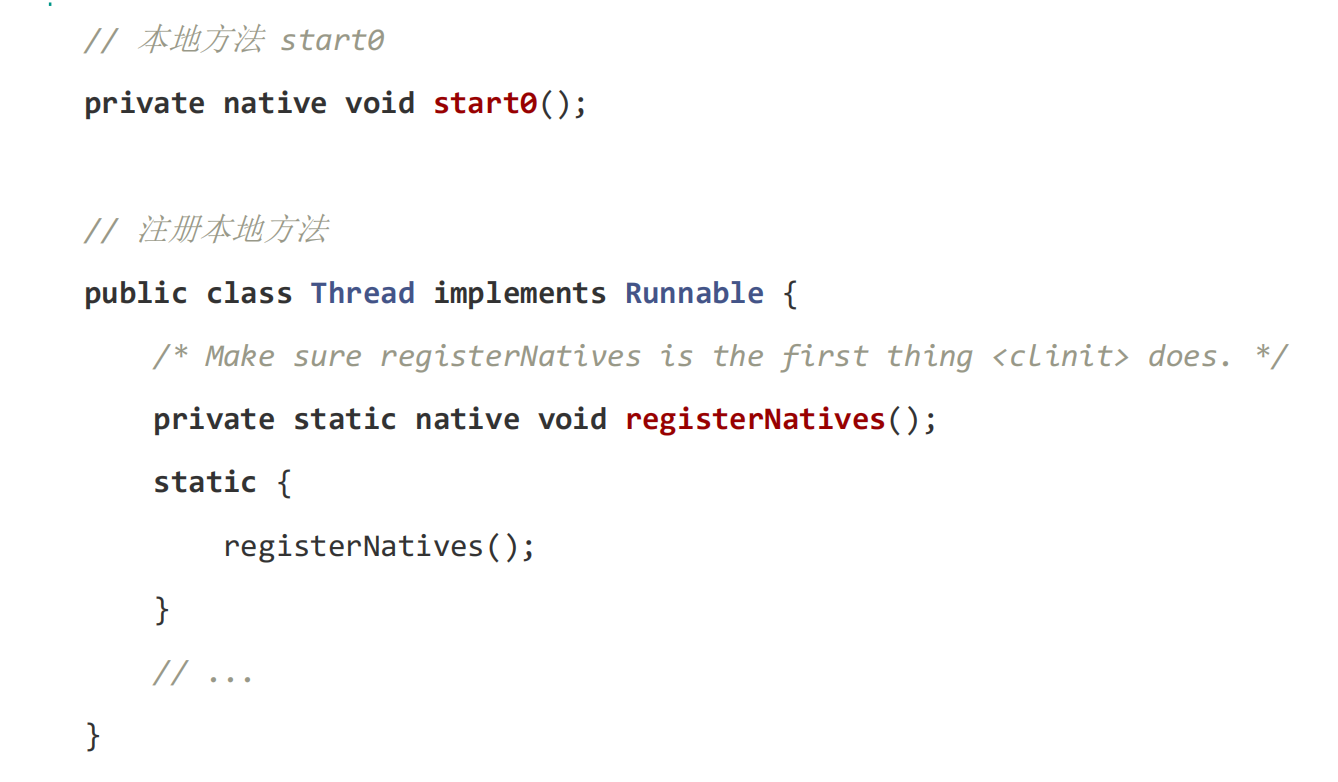 // 本地方法 start0
private native void start0();
// 注册本地方法
public class Thread implements Runnable {
    /* Make sure registerNatives is the first thing <clinit> does. */
    private static native void registerNatives();
    static {
        registerNatives();
    }
    // ...
}